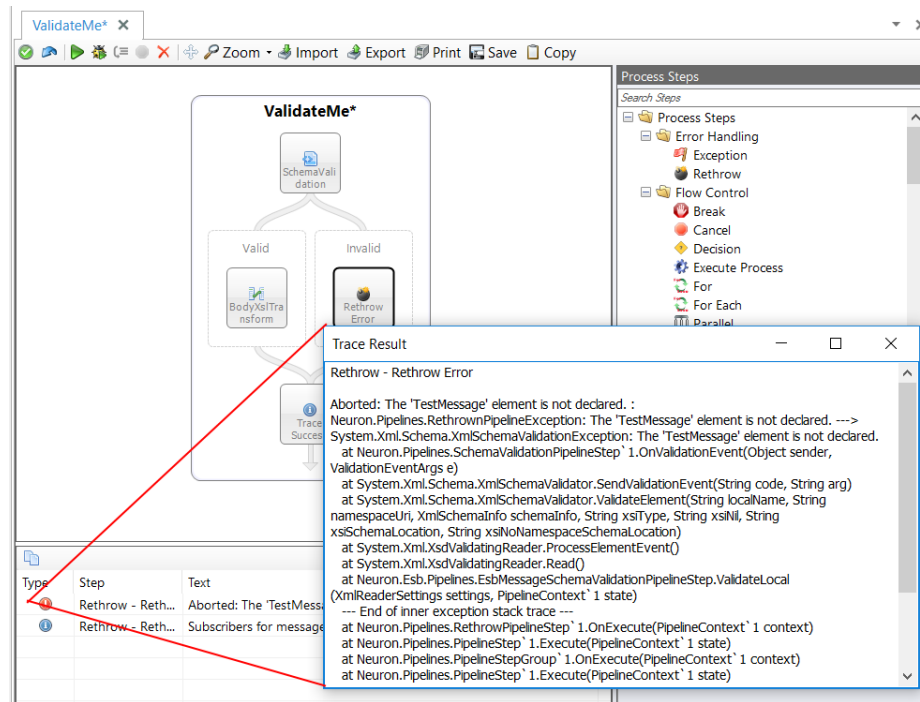 ValidateMe*
Zoom Import Export Print Save Copy
ValidateMe*
SchemaVali
dation
Valid
Invalid
BodyXslTra
nsform
Rethrow
Error
Trace
Succes
Process Steps
Search Steps
Process Steps
Error Handling
Exception
Rethrow
Flow Control
Break
Cancel
Decision
Execute Process
For
For Each
Parallel
Trace Result
Rethrow - Rethrow Error
Aborted: The 'TestMessage' element is not declared. :
Neuron.Pipelines.RethrownPipelineException: The 'TestMessage' element is not declared. --->
System.Xml.Schema.XmlSchemaValidationException: The 'TestMessage' element is not declared.
at Neuron.Pipelines.SchemaValidationPipelineStep`1.OnValidationEvent(Object sender,
ValidationEventArgs e)
at System.Xml.Schema.XmlSchemaValidator.SendValidationEvent(String code, String arg)
at System.Xml.Schema.XmlSchemaValidator.ValidateElement(String localName, String
namespaceUri, XmlSchemaInfo schemaInfo, String xsiType, String xsiNil, String
xsiSchemaLocation, String xsiNoNamespaceSchemaLocation)
at System.Xml.XsdValidatingReader.ProcessElementEvent()
at System.Xml.XsdValidatingReader.Read()
at Neuron.Esb.Pipelines.EsbMessageSchemaValidationPipelineStep.ValidateLocal
(XmlReaderSettings settings, PipelineContext`1 state)
--- End of inner exception stack trace ---
at Neuron.Pipelines.RethrowPipelineStep`1.OnExecute(PipelineContext`1 context)
at Neuron.Pipelines.PipelineStep`1.Execute(PipelineContext`1 state)
at Neuron.Pipelines.PipelineStepGroup`1.OnExecute(PipelineContext`1 context)
at Neuron.Pipelines.PipelineStep`1.Execute(PipelineContext`1 state)
Type Step Text
Rethrow - Reth... Aborted: The 'TestMessa
Rethrow - Reth... Subscribers for message